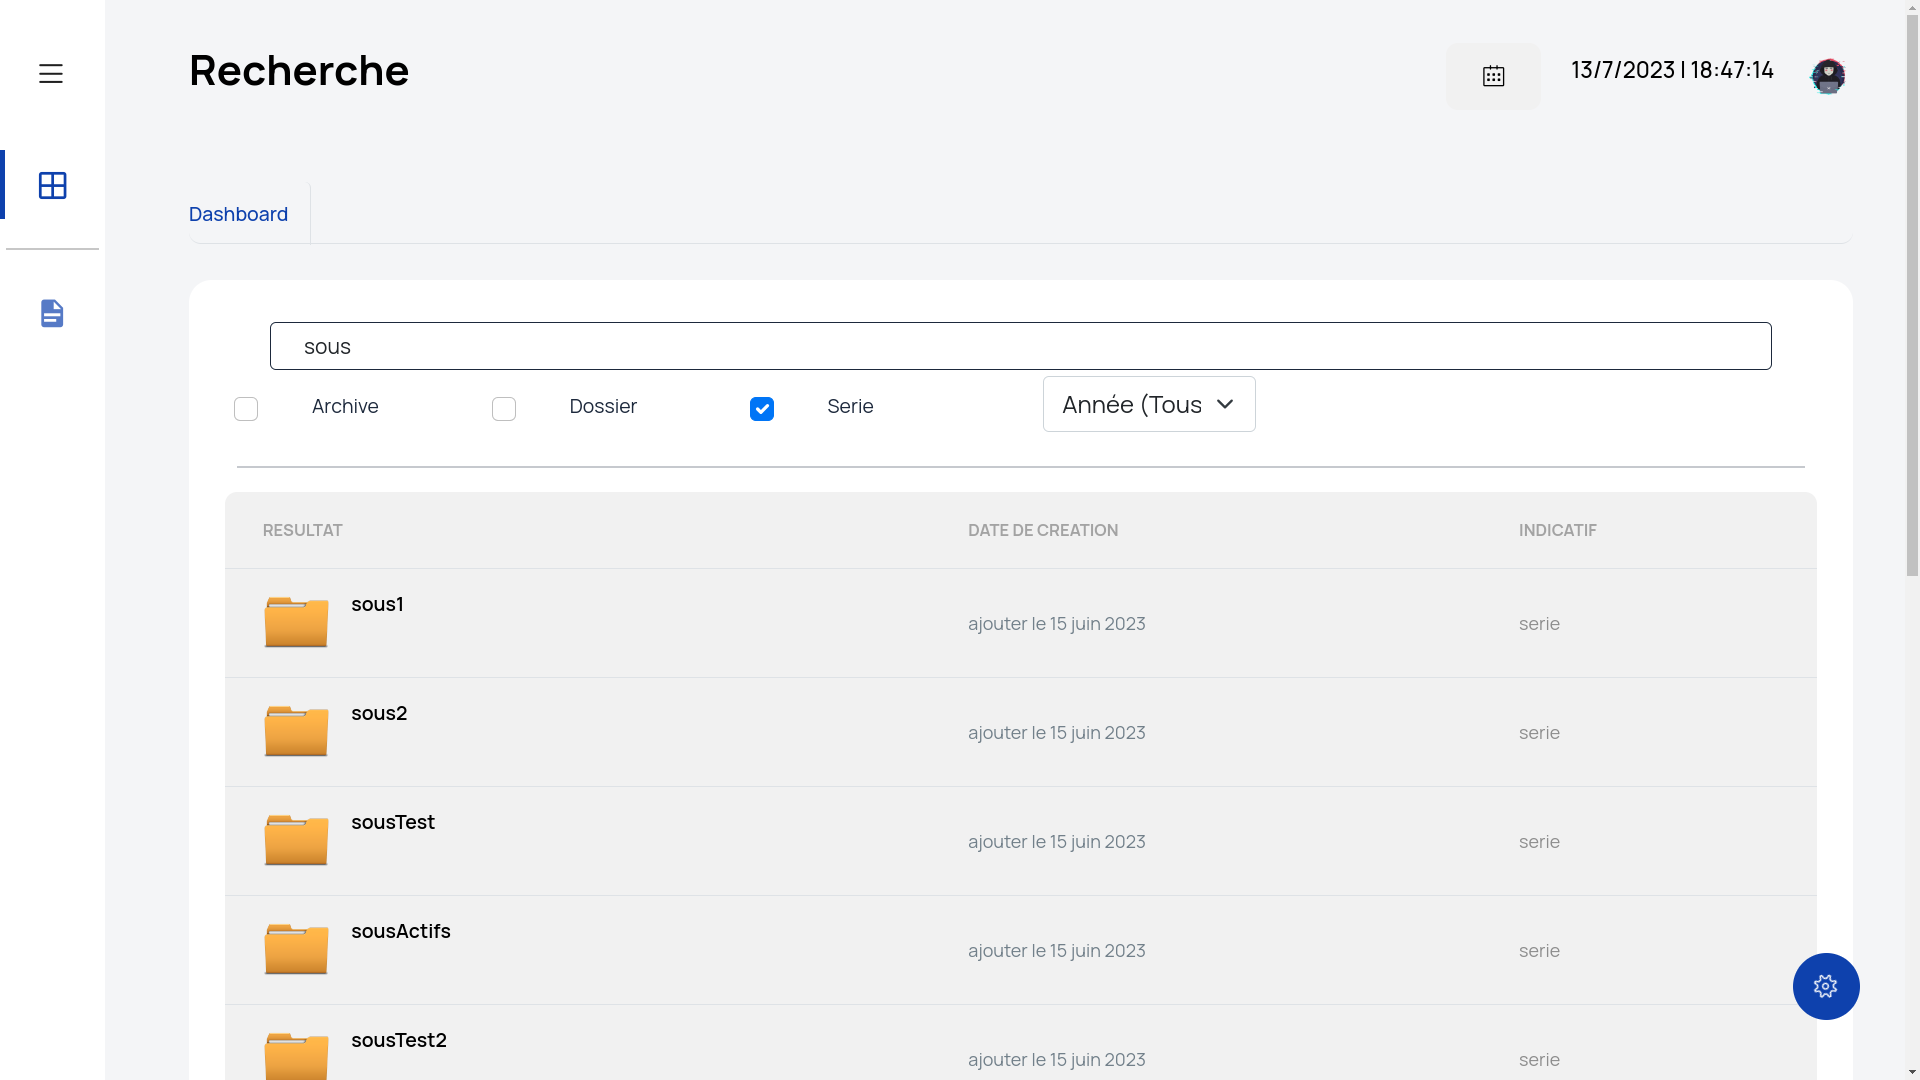 Recherche
13/7/2023 | 18:47:14
Dashboard
sous
Archive
Dossier
Serie
Année (Tous
RESULTAT
DATE DE CREATION
INDICATIF
sous1
ajouter le 15 juin 2023
serie
sous2
ajouter le 15 juin 2023
serie
sousTest
ajouter le 15 juin 2023
serie
sousActifs
ajouter le 15 juin 2023
serie
sousTest2
ajouter le 15 juin 2023
serie